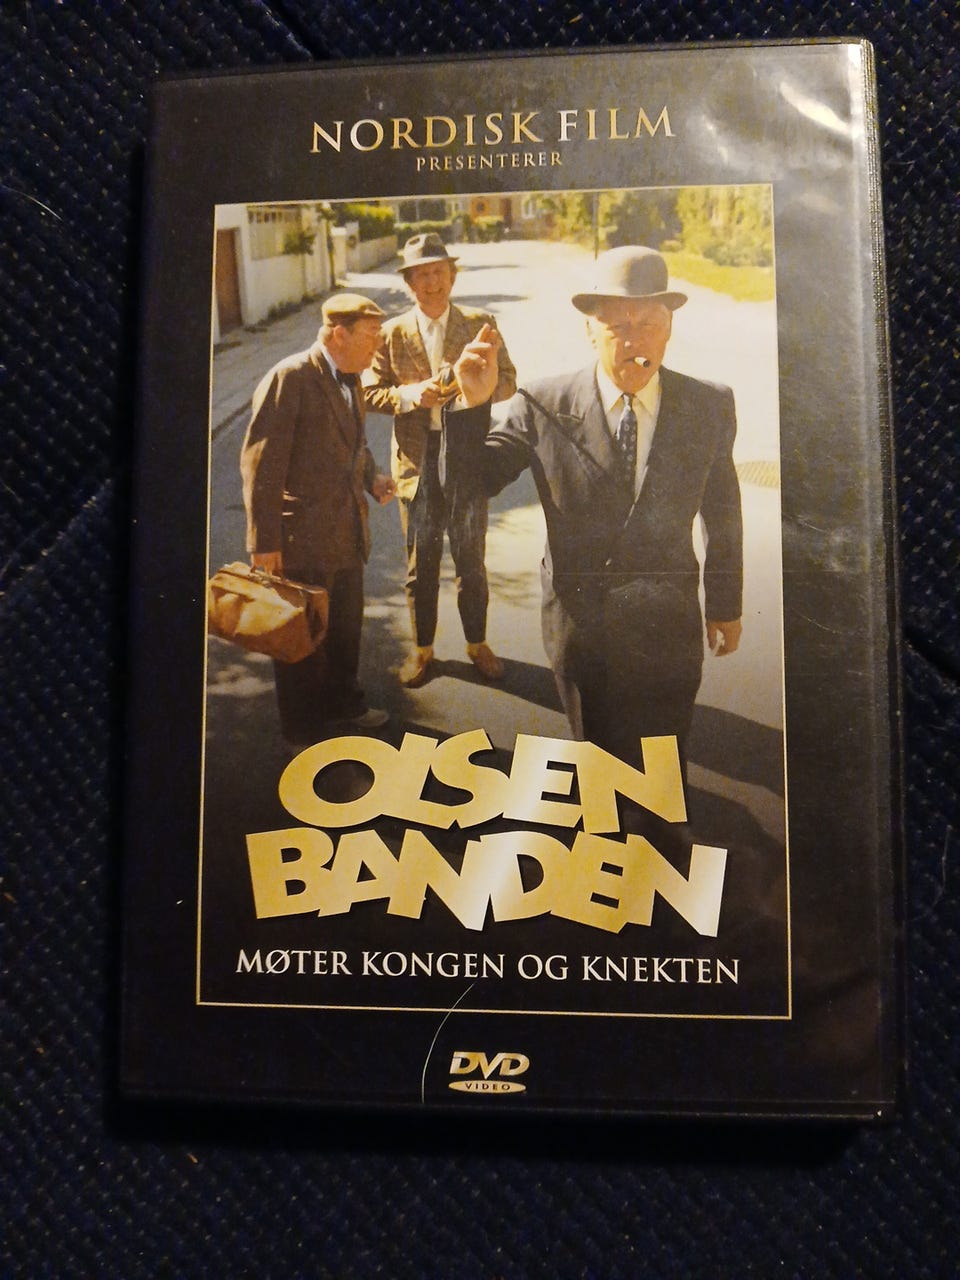 NORDISK FILM
PRESENTERER
OLSEN
BANDEN
MØTER KONGEN OG KNEKTEN
DVD
VIDEO